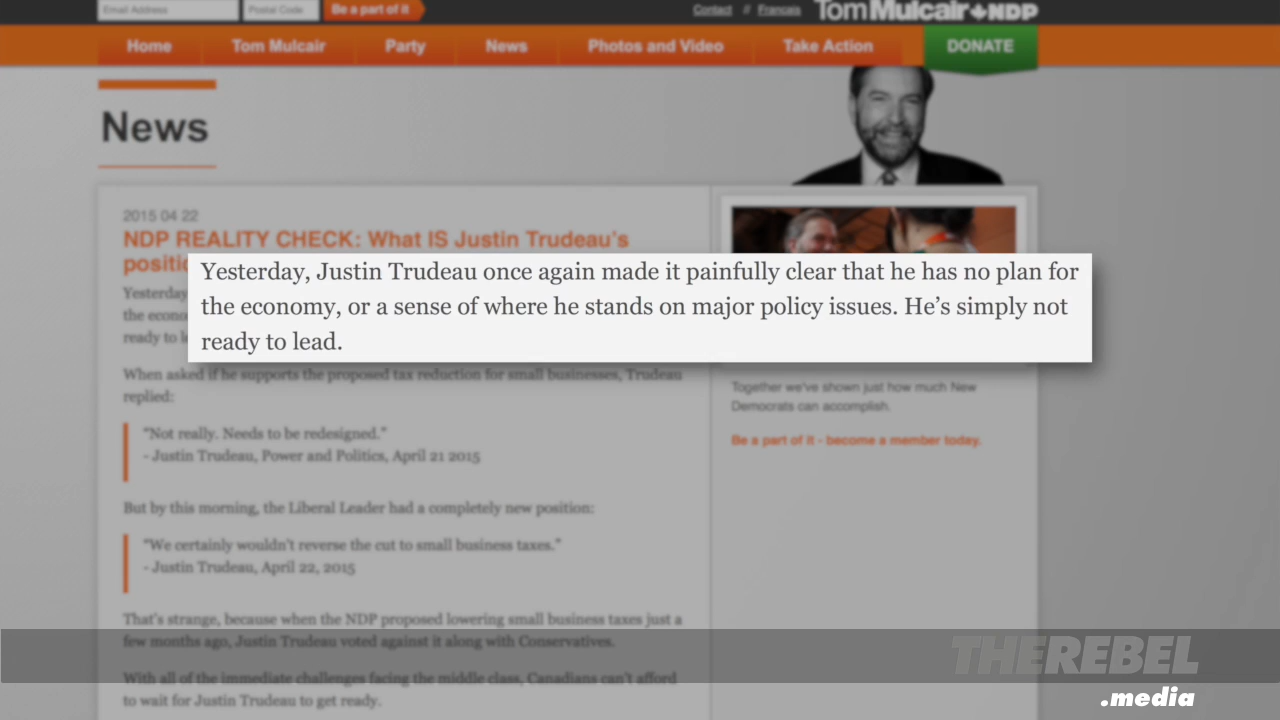 Email Address Postal Code Be a part of it Contact // Français Tom Mulcair NDP
Home Tom Mulcair Party News Photos and Video Take Action DONATE
News
2015 04 22
NDP REALITY CHECK: What IS Justin Trudeau's
positi
Yesterday, Justin Trudeau once again made it painfully clear that he has no plan for
the economy, or a sense of where he stands on major policy issues. He's simply not
ready to lead.
Yesterday
the econo
ready to le
When asked if he supports the proposed tax reduction for small businesses, Trudeau
replied:
"Not really. Needs to be redesigned."
- Justin Trudeau, Power and Politics, April 21 2015
But by this morning, the Liberal Leader had a completely new position:
"We certainly wouldn't reverse the cut to small business taxes."
- Justin Trudeau, April 22, 2015
That's strange, because when the NDP proposed lowering small business taxes just a
few months ago, Justin Trudeau voted against it along with Conservatives.
With all of the immediate challenges facing the middle class, Canadians can't afford
to wait for Justin Trudeau to get ready.
Together we've shown just how much New
Democrats can accomplish.
Be a part of it - become a member today.
THEREBEL
.media